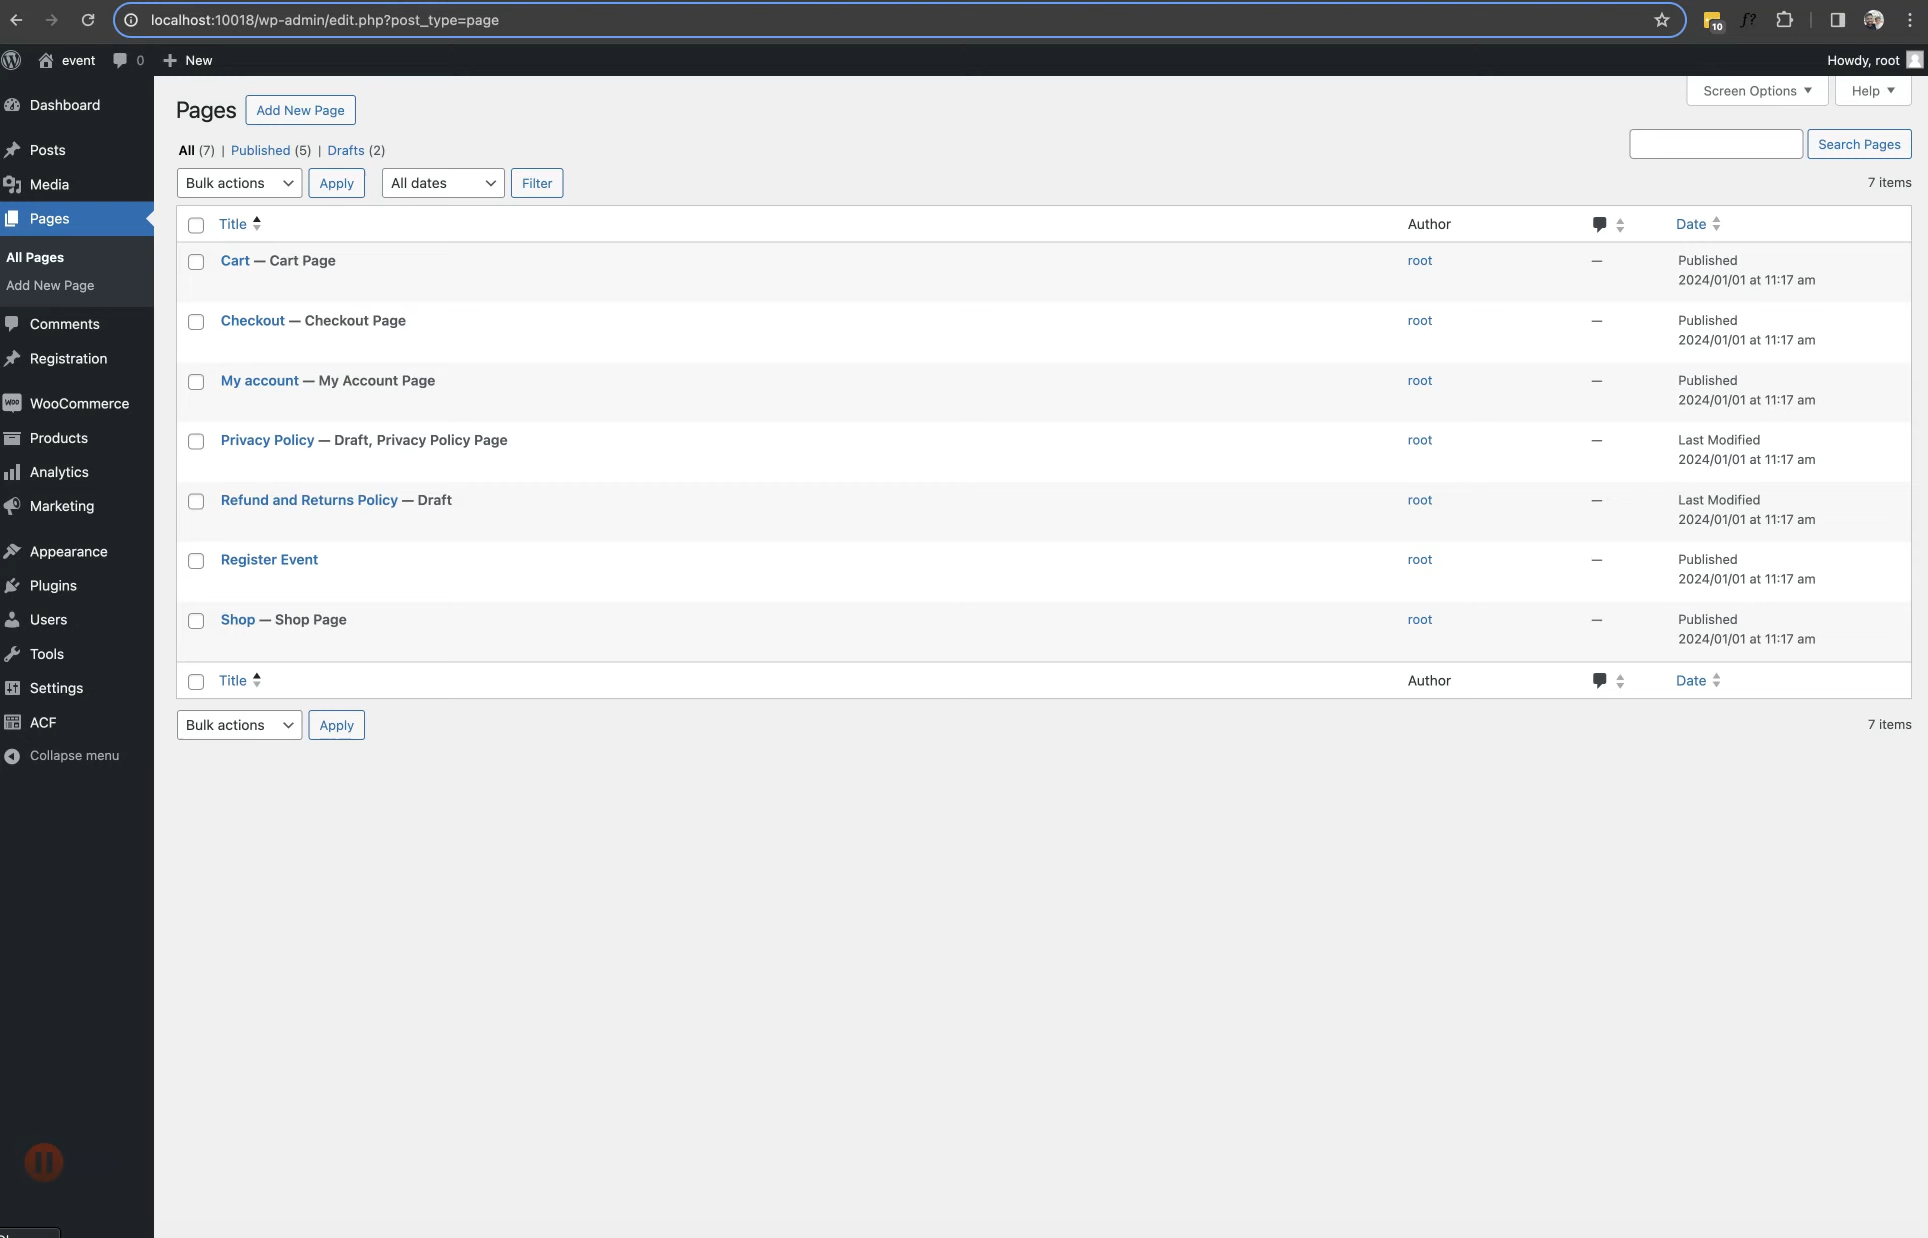 localhost:10018/wp-admin/edit.php?post_type=page
10
f?
event 0 New
Howdy, root
Dashboard
Posts
Media
Pages
All Pages
Add New Page
Comments
Registration
WooCommerce
Products
Analytics
Marketing
Appearance
Plugins
Users
Tools
Settings
ACF
Collapse menu
Screen Options Help
Pages Add New Page
All (7) | Published (5) | Drafts (2)
Search Pages
Bulk actions Apply All dates Filter
7 items
Title Author Date
Cart — Cart Page root — Published
2024/01/01 at 11:17 am
Checkout — Checkout Page root — Published
2024/01/01 at 11:17 am
My account — My Account Page root — Published
2024/01/01 at 11:17 am
Privacy Policy — Draft, Privacy Policy Page root — Last Modified
2024/01/01 at 11:17 am
Refund and Returns Policy — Draft root — Last Modified
2024/01/01 at 11:17 am
Register Event root — Published
2024/01/01 at 11:17 am
Shop — Shop Page root — Published
2024/01/01 at 11:17 am
Title Author Date
Bulk actions Apply
7 items